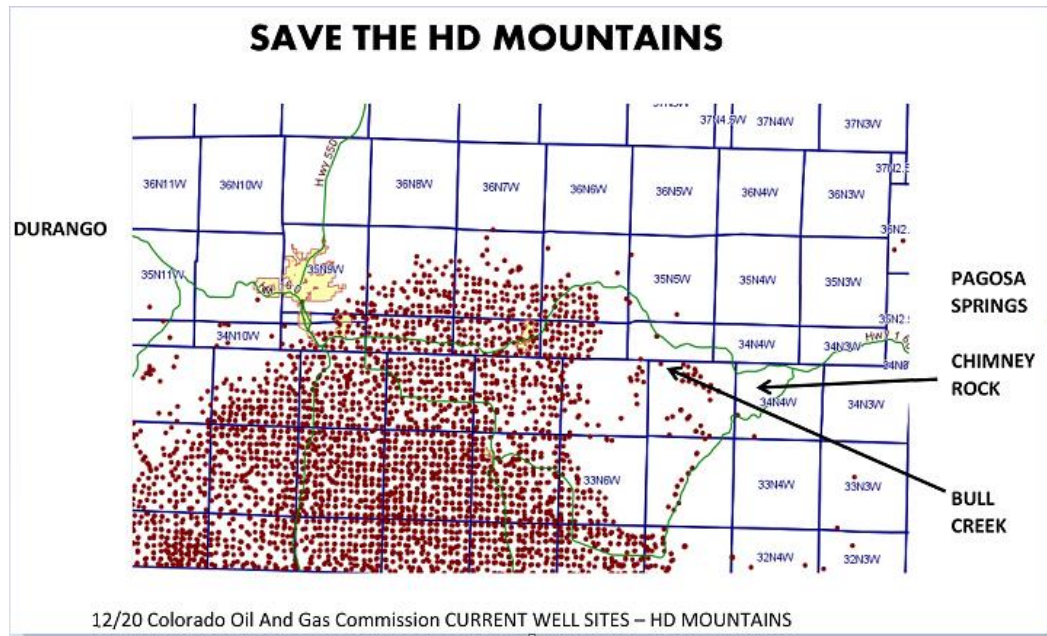 SAVE THE HD MOUNTAINS
37N4.5W
37N4W
37N3W
Hwy 550
36N11W
36N10W
36N8W
36N7W
36N6W
36N5W
36N4W
36N3W
DURANGO
35N11W
35N9W
35N5W
35N4W
35N3W
PAGOSA
SPRINGS
34N10W
34N4W
34N3W
CHIMNEY
ROCK
34N4W
34N3W
33N6W
33N4W
33N3W
BULL
CREEK
32N4W
32N3W
12/20 Colorado Oil And Gas Commission CURRENT WELL SITES – HD MOUNTAINS